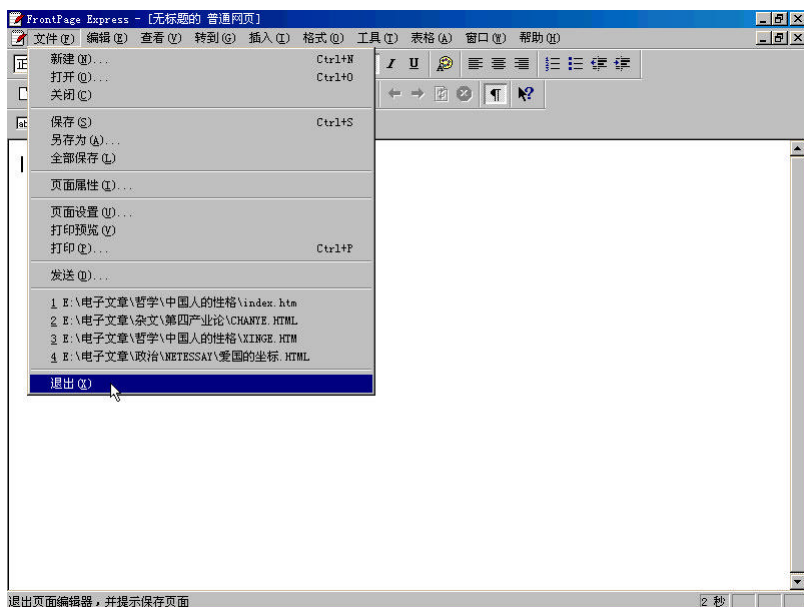 FrontPage Express - [无标题的 普通网页]
文件(F) 编辑(E) 查看(V) 转到(G) 插入(I) 格式(O) 工具(T) 表格(A) 窗口(W) 帮助(H)
新建(N)... Ctrl+N
打开(O)... Ctrl+O
关闭(C)
保存(S) Ctrl+S
另存为(A)...
全部保存(L)
页面属性(I)...
页面设置(U)...
打印预览(V)
打印(P)... Ctrl+P
发送(D)...
1 E:\电子文章\哲学\中国人的性格\index.htm
2 E:\电子文章\杂文\第四产业论\CHANYE.HTML
3 E:\电子文章\哲学\中国人的性格\XINGE.HTM
4 E:\电子文章\政治\NETESSAY\爱国的坐标.HTML
退出(X)
退出页面编辑器，并提示保存页面 2 秒